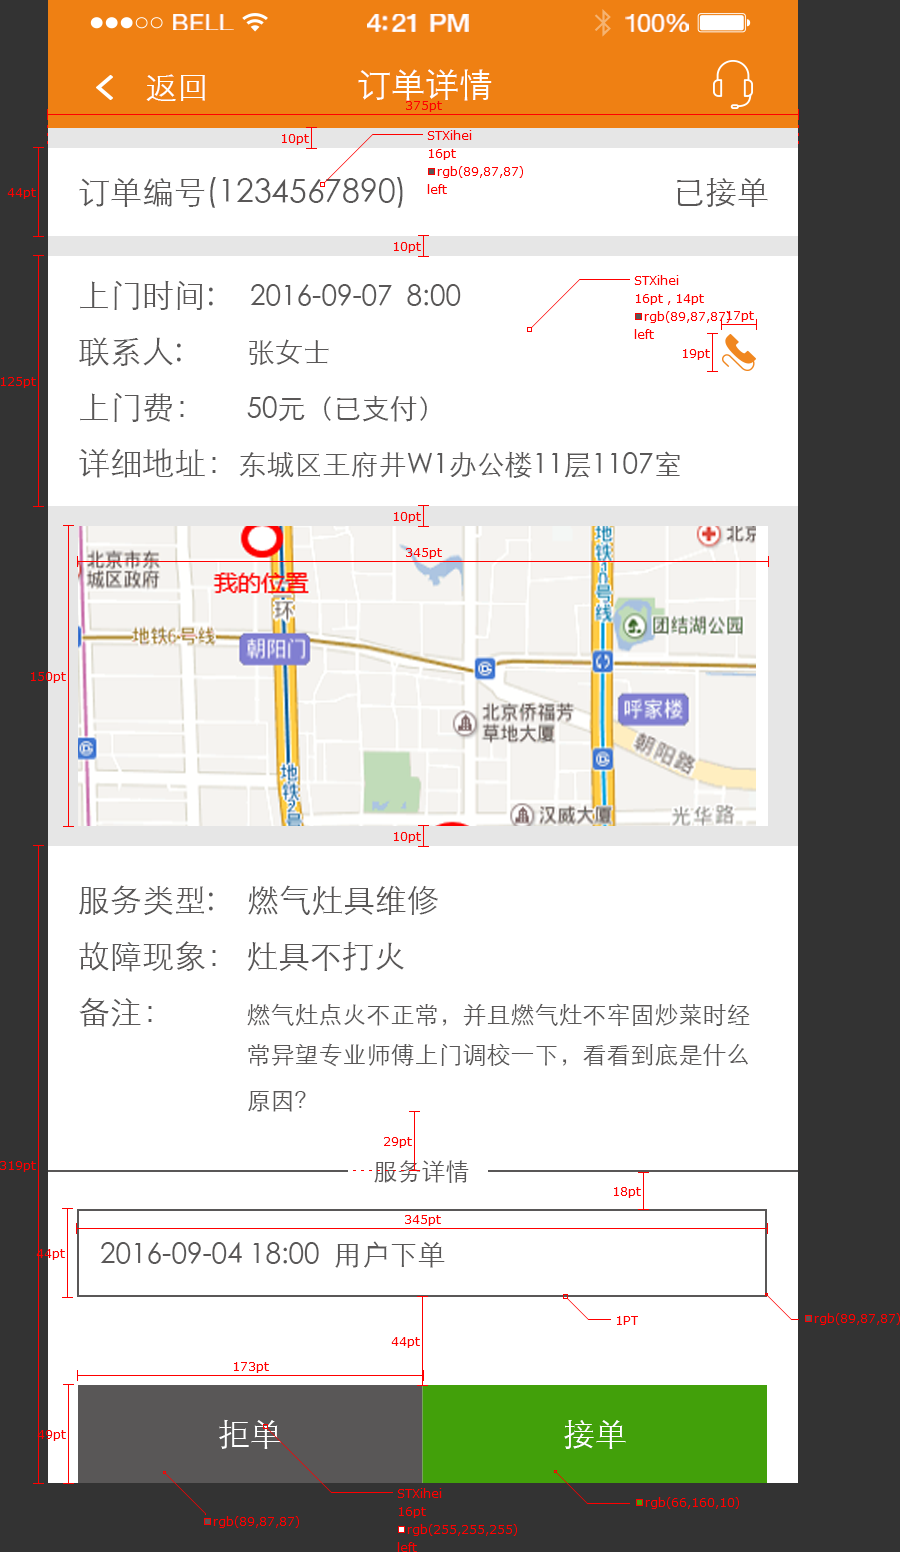 BELL 4:21 PM 100%
返回 订单详情
375pt
10pt
STXihei
16pt
rgb(89,87,87)
left
44pt
订单编号(1234567890) 已接单
10pt
上门时间: 2016-09-07 8:00
STXihei
16pt , 14pt
rgb(89,87,87)
left
17pt
19pt
联系人: 张女士
125pt
上门费: 50元（已支付）
详细地址: 东城区王府井W1办公楼11层1107室
10pt
345pt
地铁10号线
北京
北京市东
城区政府
我的位置
环
地铁6号线
朝阳门
团结湖公园
150pt
呼家楼
北京侨福芳
草地大厦
朝阳路
地铁2号
汉威大厦
光华路
10pt
服务类型: 燃气灶具维修
故障现象: 灶具不打火
备注: 燃气灶点火不正常，并且燃气灶不牢固炒菜时经
常异望专业师傅上门调校一下，看看到底是什么
原因?
29pt
319pt
服务详情
18pt
345pt
44pt
2016-09-04 18:00 用户下单
1PT
rgb(89,87,87)
44pt
173pt
49pt
拒单 接单
STXihei
16pt
rgb(255,255,255)
left
rgb(89,87,87)
rgb(66,160,10)